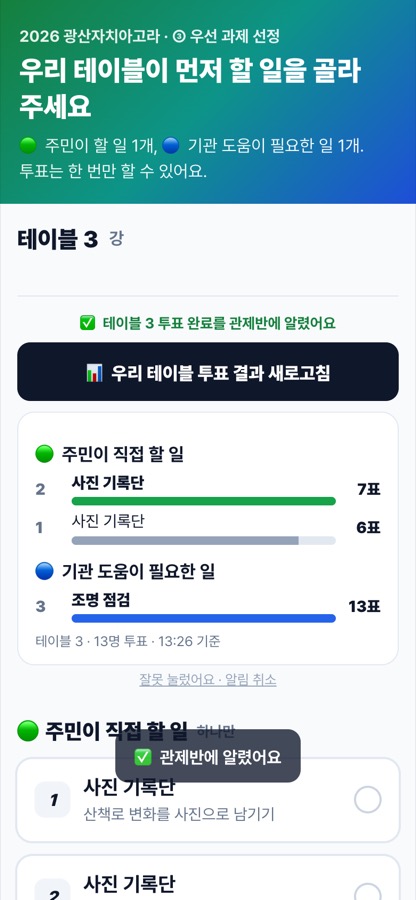 2026 광산자치아고라 · ③ 우선 과제 선정
우리 테이블이 먼저 할 일을 골라
주세요
주민이 할 일 1개, 기관 도움이 필요한 일 1개.
투표는 한 번만 할 수 있어요.
테이블 3 강
테이블 3 투표 완료를 관제반에 알렸어요
우리 테이블 투표 결과 새로고침
주민이 직접 할 일
2 사진 기록단 7표
1 사진 기록단 6표
기관 도움이 필요한 일
3 조명 점검 13표
테이블 3 · 13명 투표 · 13:26 기준
잘못 눌렀어요 · 알림 취소
주민이 직접 할 일 하나만
관제반에 알렸어요
1 사진 기록단
산책로 변화를 사진으로 남기기
2 사진 기록단